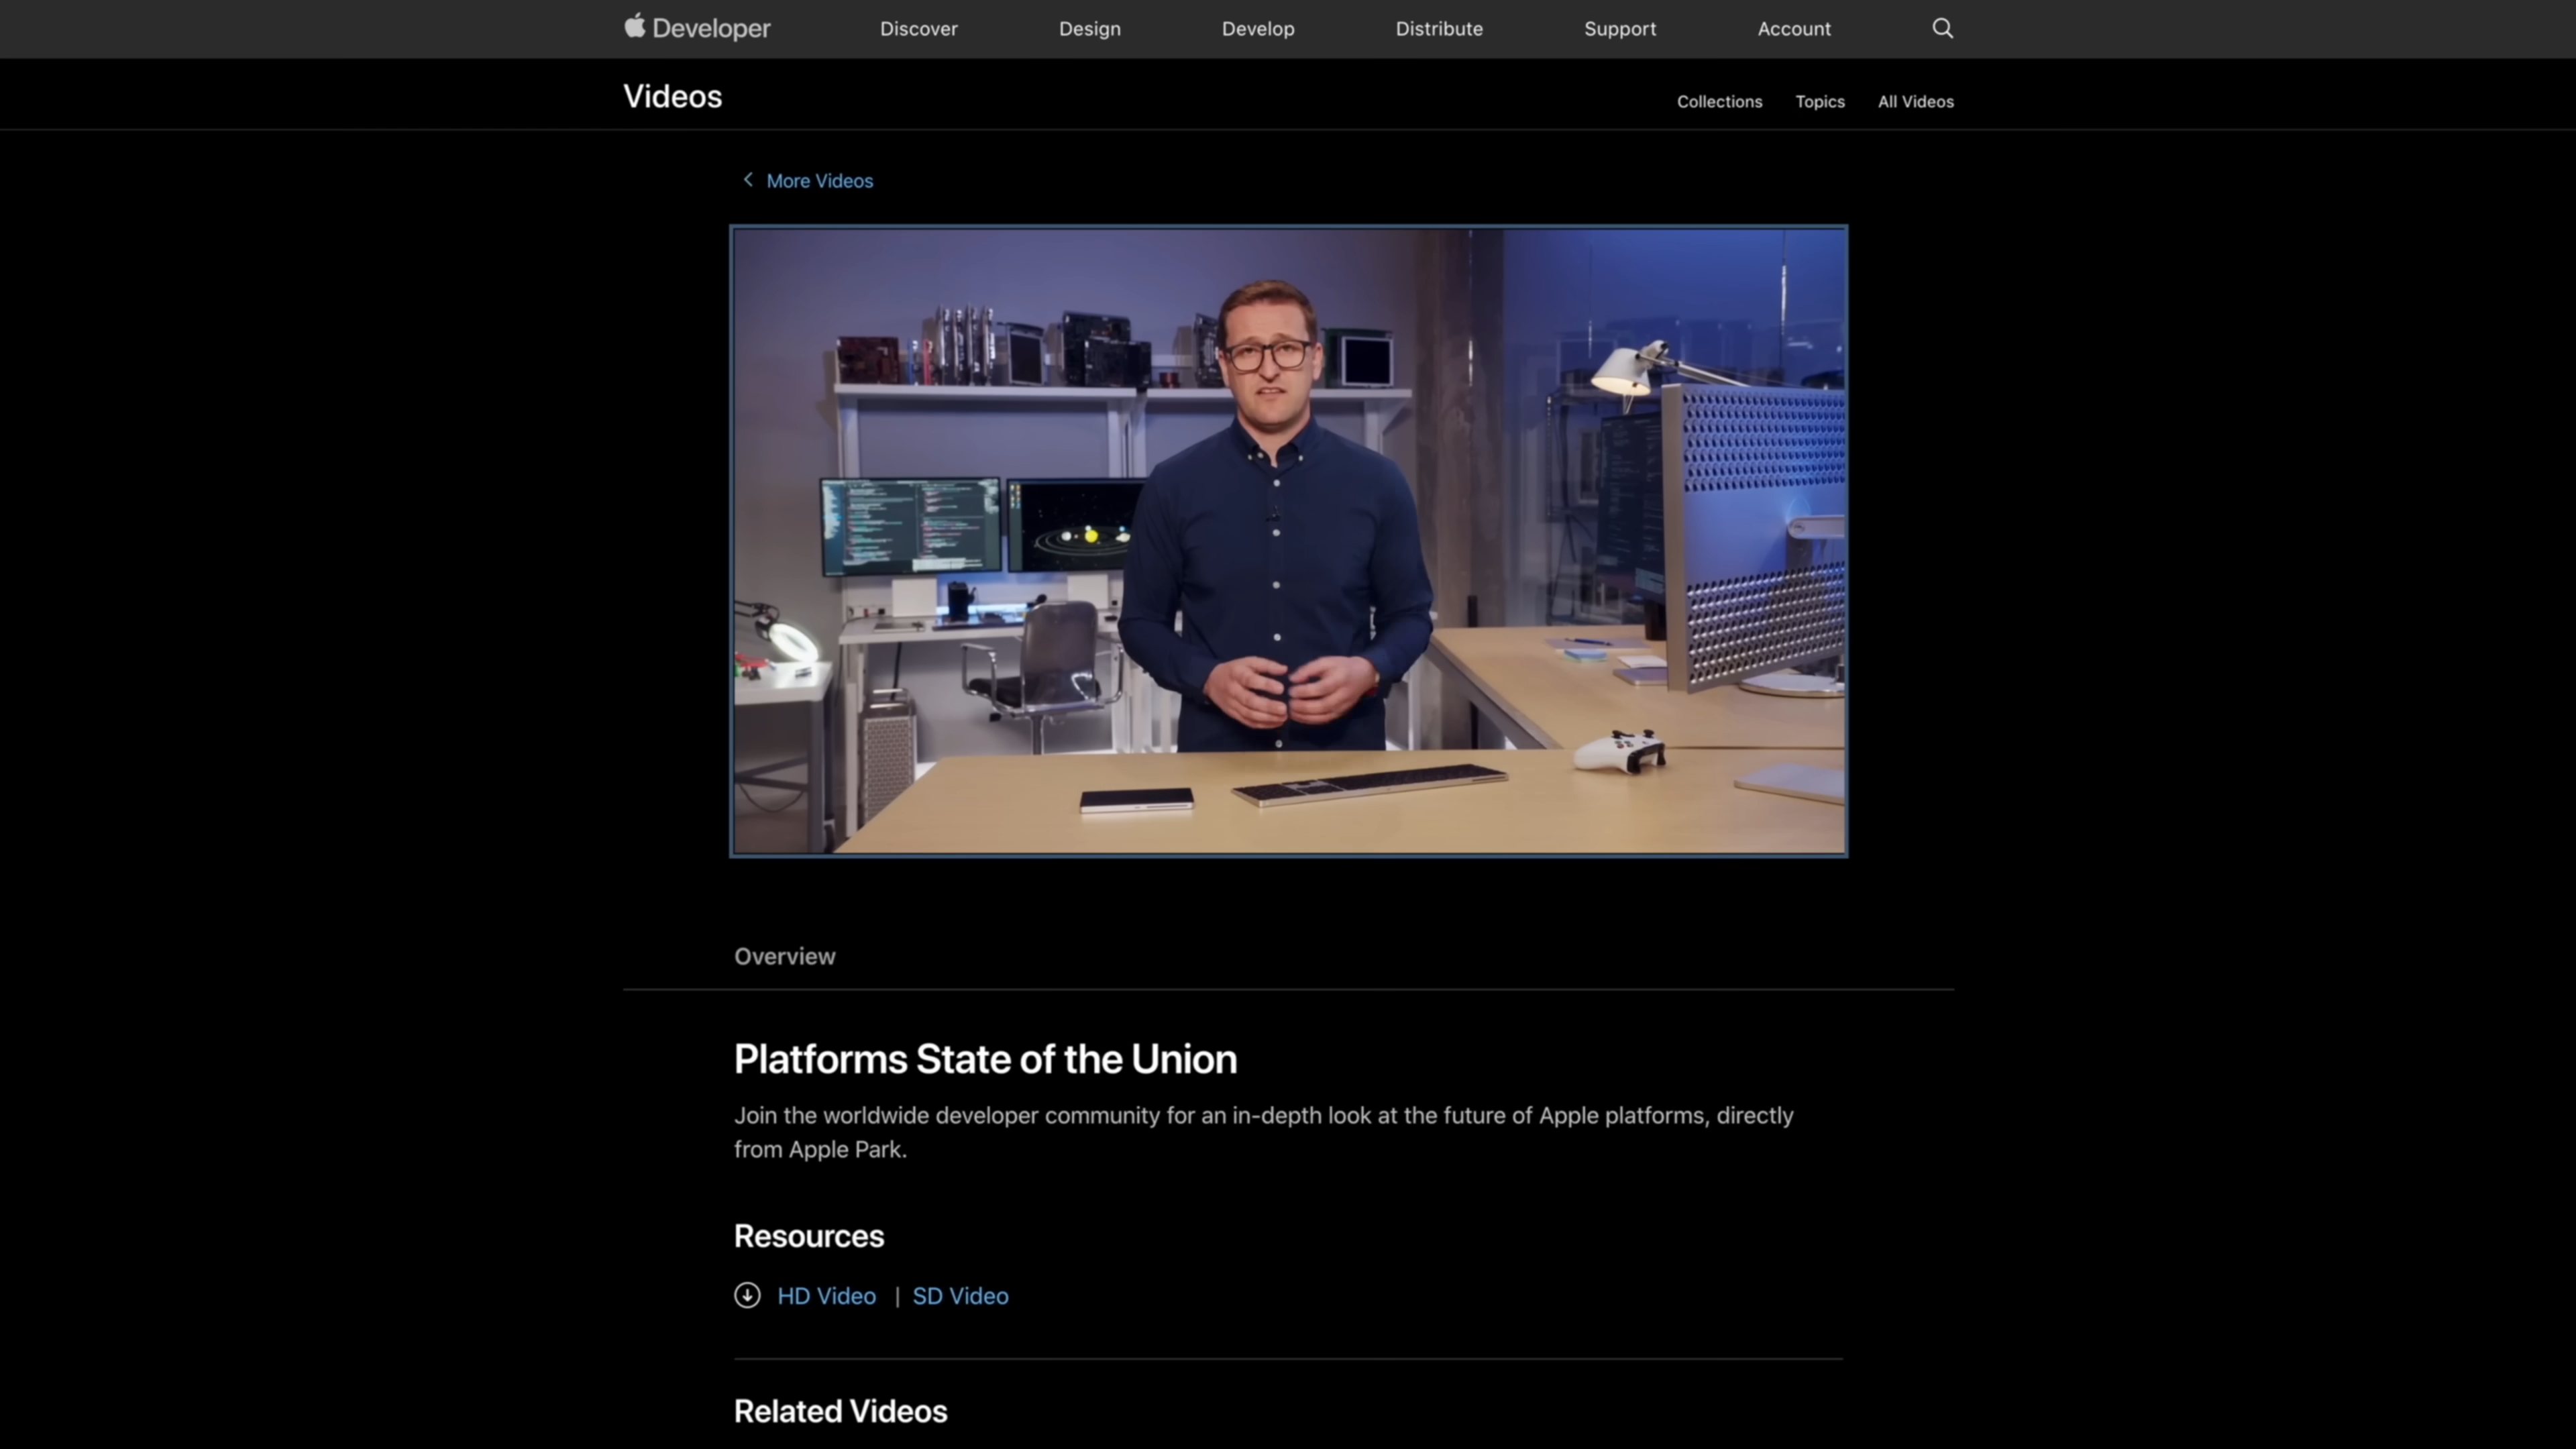 Developer
Discover
Design
Develop
Distribute
Support
Account
Videos
Collections
Topics
All Videos
More Videos
Overview
Platforms State of the Union
Join the worldwide developer community for an in-depth look at the future of Apple platforms, directly
from Apple Park.
Resources
HD Video | SD Video
Related Videos